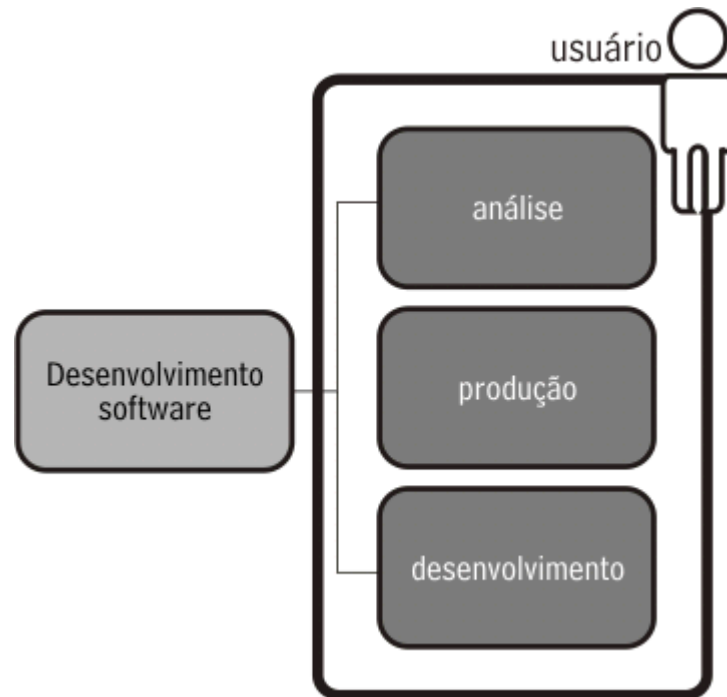 usuário
análise
Desenvolvimento
software
produção
desenvolvimento